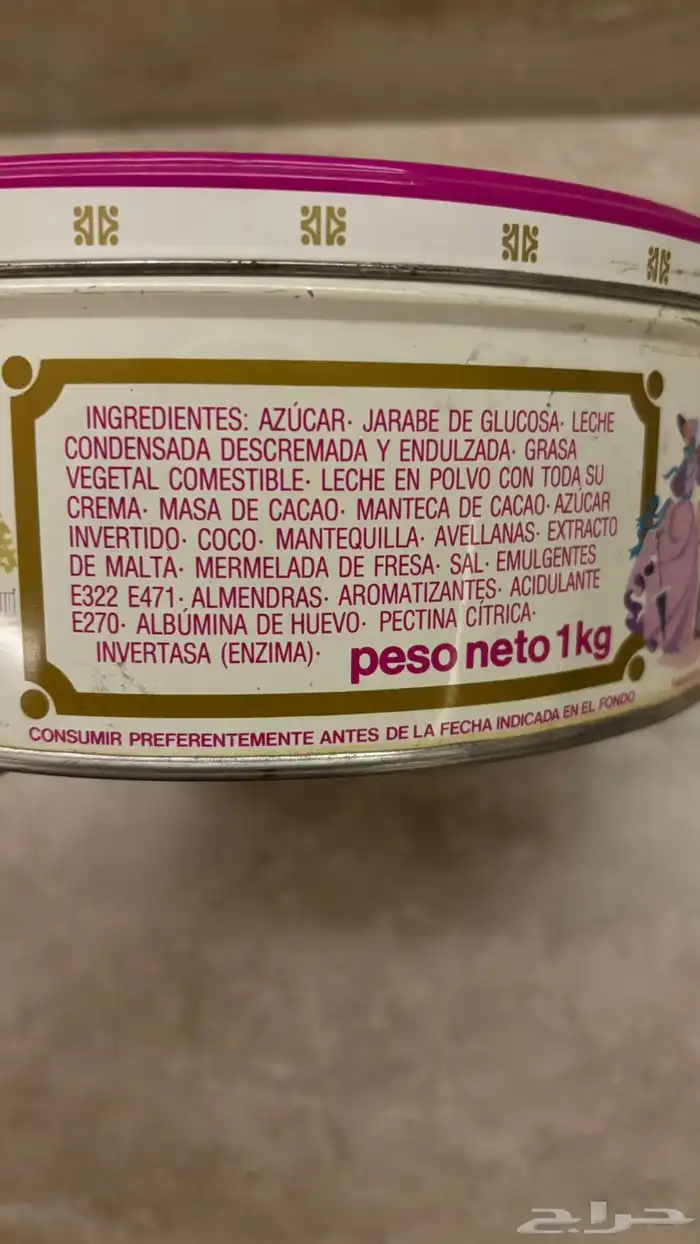 INGREDIENTES: AZÚCAR· JARABE DE GLUCOSA· LECHE
CONDENSADA DESCREMADA Y ENDULZADA· GRASA
VEGETAL COMESTIBLE· LECHE EN POLVO CON TODA SU
CREMA· MASA DE CACAO· MANTECA DE CACAO· AZÚCAR
INVERTIDO· COCO· MANTEQUILLA· AVELLANAS· EXTRACTO
DE MALTA· MERMELADA DE FRESA· SAL· EMULGENTES
E322 E471· ALMENDRAS· AROMATIZANTES· ACIDULANTE
E270· ALBÚMINA DE HUEVO· PECTINA CÍTRICA·
INVERTASA (ENZIMA)· peso neto 1kg
CONSUMIR PREFERENTEMENTE ANTES DE LA FECHA INDICADA EN EL FONDO
حراج